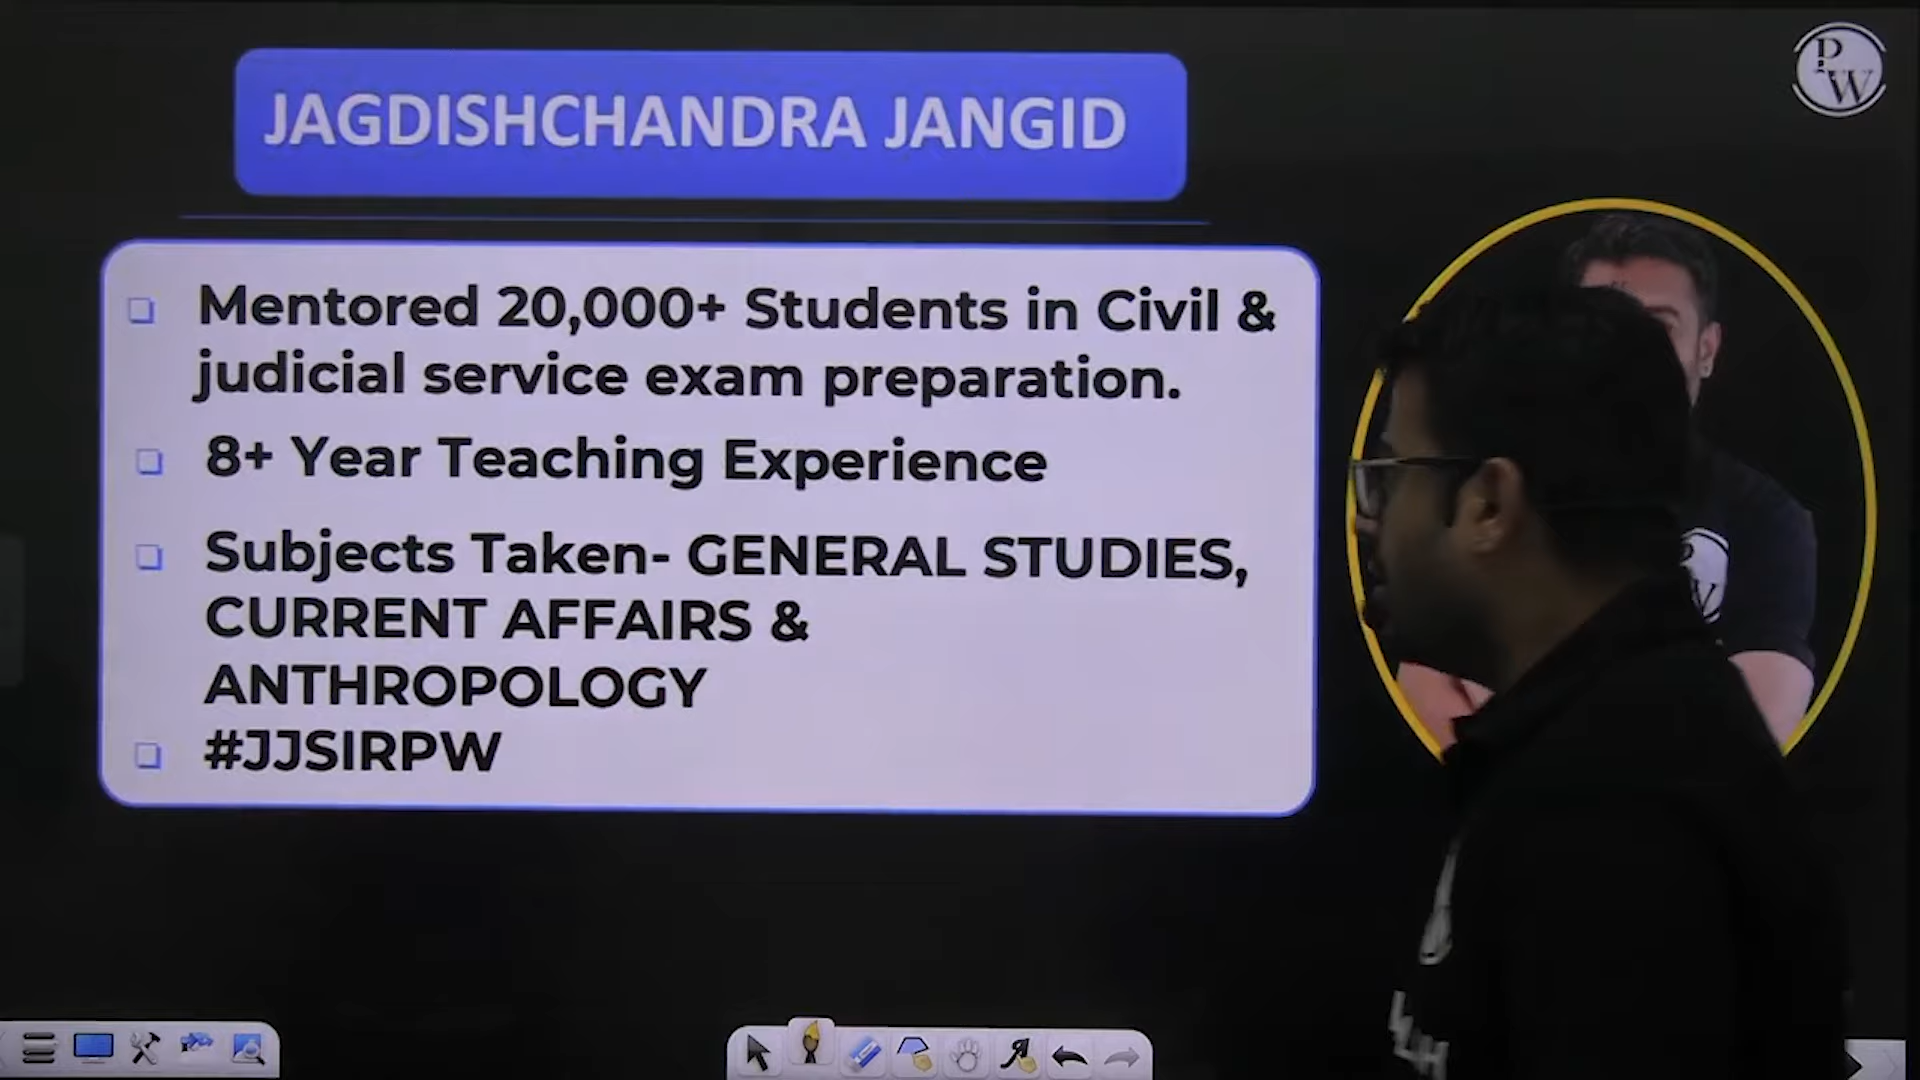 JAGDISHCHANDRA JANGID
PW
Mentored 20,000+ Students in Civil &
judicial service exam preparation.
8+ Year Teaching Experience
Subjects Taken- GENERAL STUDIES,
CURRENT AFFAIRS &
ANTHROPOLOGY
#JJSIRPW